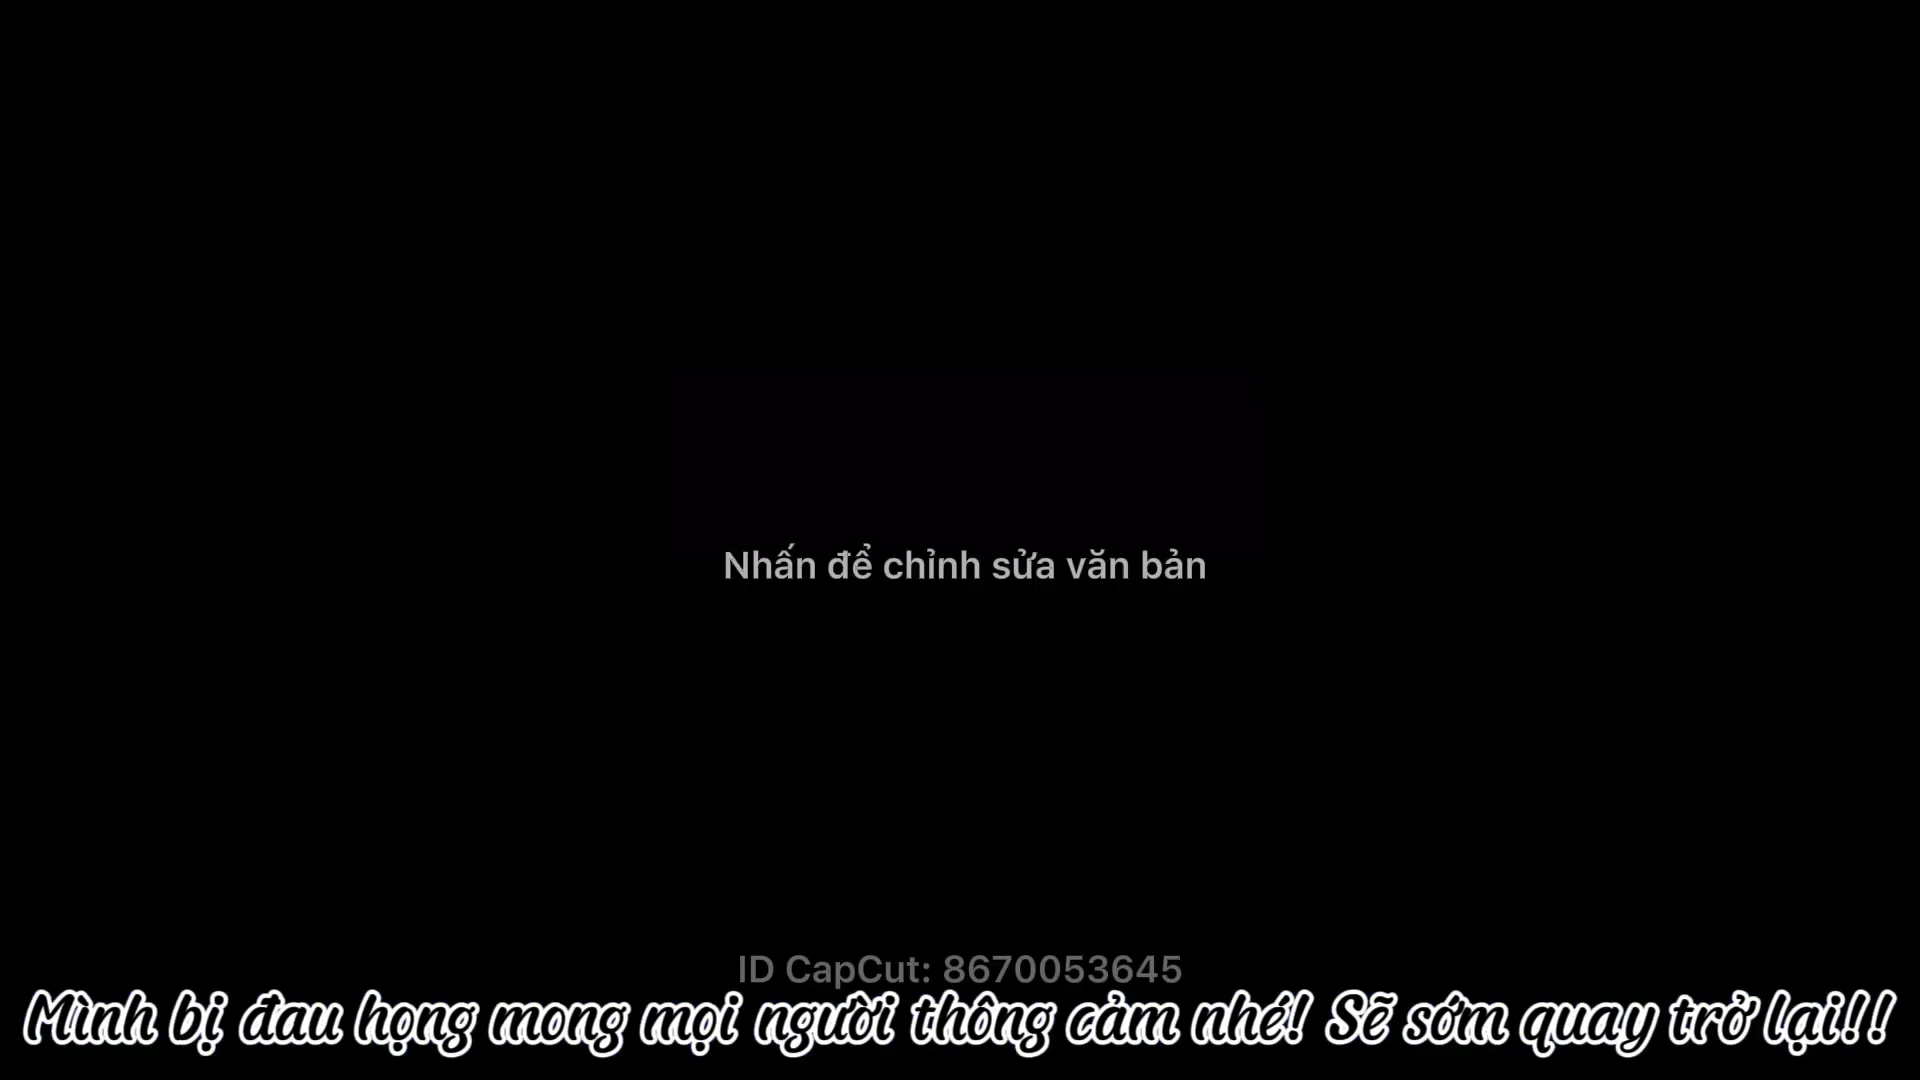 Nhấn để chỉnh sửa văn bản
ID CapCut: 8670053645
Mình bị đau họng mong mọi người thông cảm nhé! Sẽ sớm quay trở lại!!